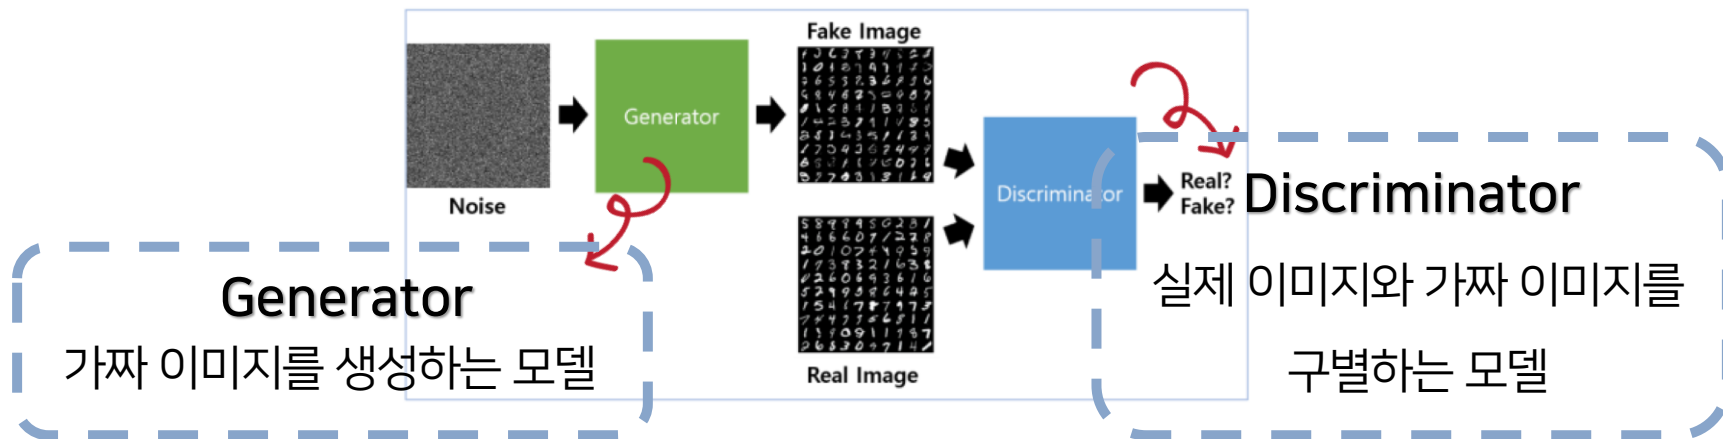 Fake Image
Generator
Noise
Discriminator
Real?
Fake?
Real Image
Generator
가짜 이미지를 생성하는 모델
Discriminator
실제 이미지와 가짜 이미지를
구별하는 모델